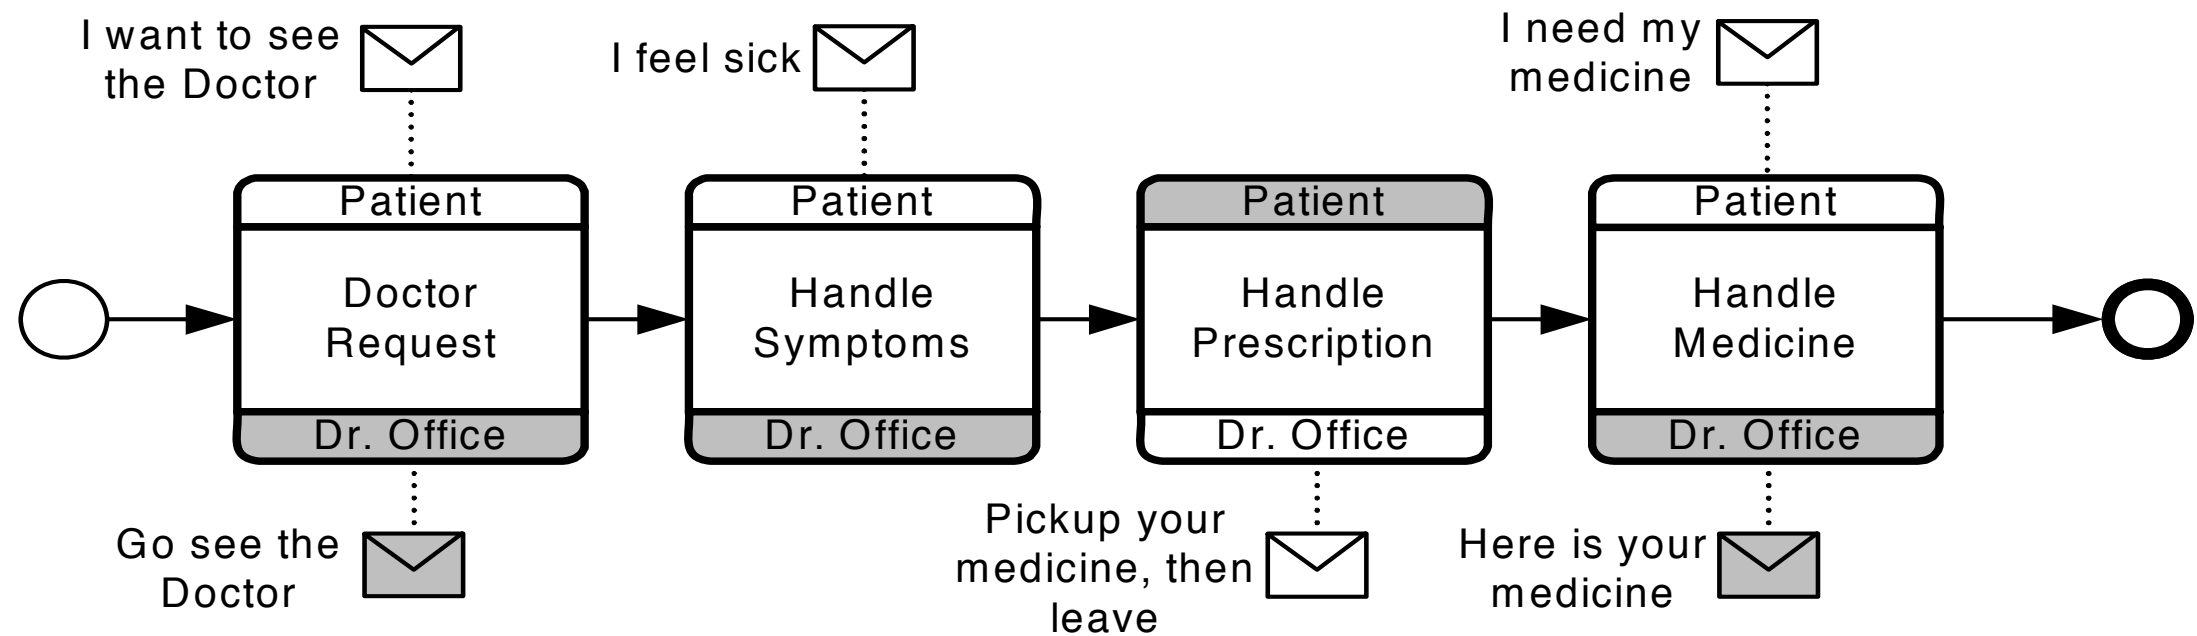 I want to see
the Doctor
I feel sick
I need my
medicine
Patient
Doctor
Request
Dr. Office
Patient
Handle
Symptoms
Dr. Office
Patient
Handle
Prescription
Dr. Office
Patient
Handle
Medicine
Dr. Office
Go see the
Doctor
Pickup your
medicine, then
leave
Here is your
medicine